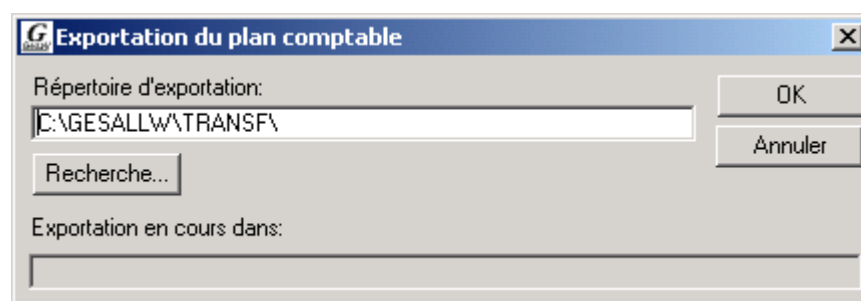 Exportation du plan comptable
Répertoire d'exportation:
OK
C:\GESALLW\TRANSF\
Annuler
Recherche...
Exportation en cours dans: